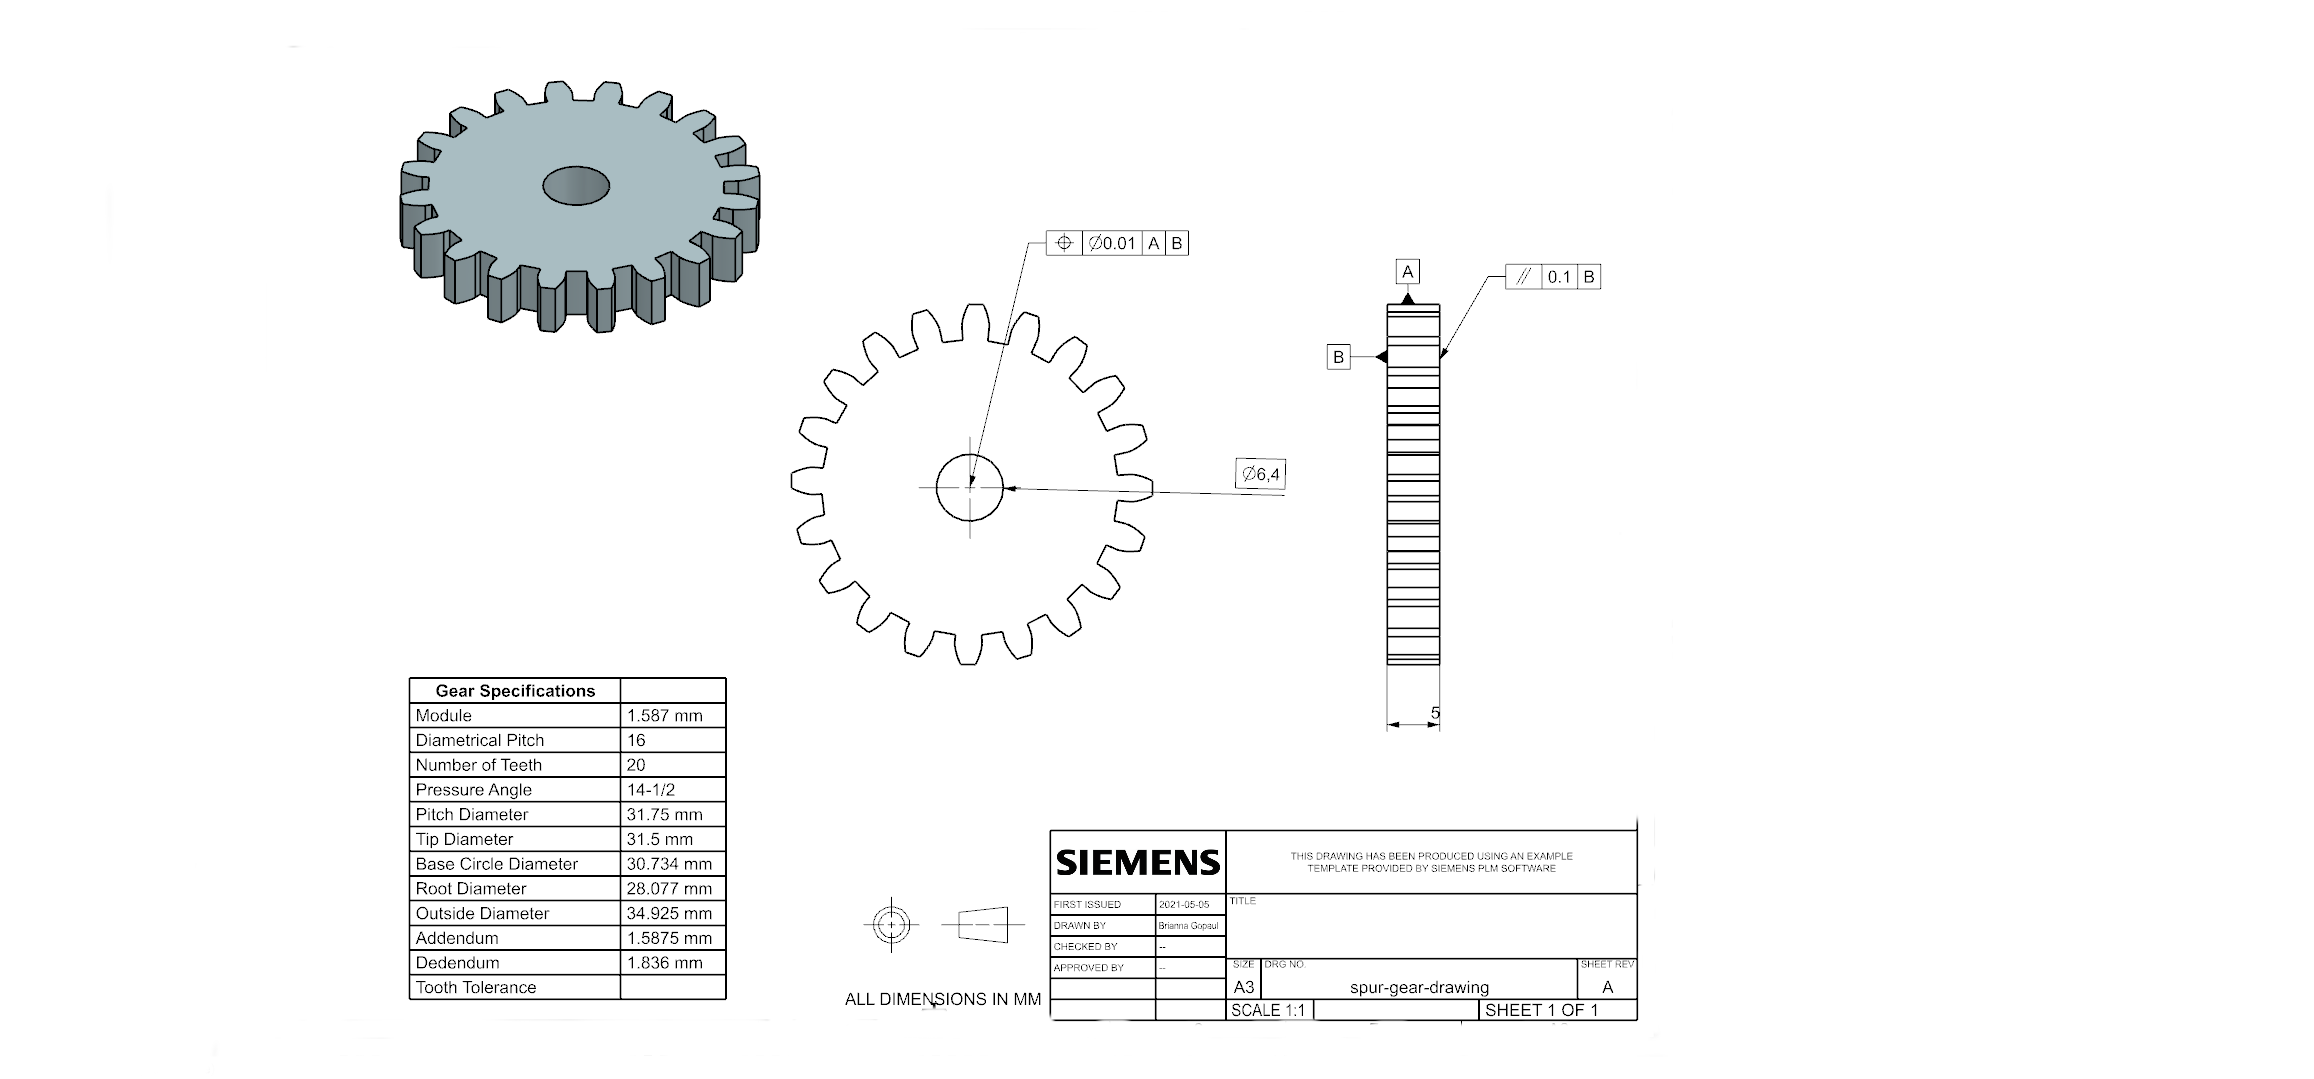 ⌖ ∅0.01 A B
A
// 0.1 B
B
∅6,4
5
Gear Specifications
Module 1.587 mm
Diametrical Pitch 16
Number of Teeth 20
Pressure Angle 14-1/2
Pitch Diameter 31.75 mm
Tip Diameter 31.5 mm
Base Circle Diameter 30.734 mm
Root Diameter 28.077 mm
Outside Diameter 34.925 mm
Addendum 1.5875 mm
Dedendum 1.836 mm
Tooth Tolerance
ALL DIMENSIONS IN MM
SIEMENS
THIS DRAWING HAS BEEN PRODUCED USING AN EXAMPLE
TEMPLATE PROVIDED BY SIEMENS PLM SOFTWARE
FIRST ISSUED 2021-05-05
DRAWN BY Brianna Gopaul
CHECKED BY --
APPROVED BY --
TITLE
SIZE DRG NO. SHEET REV
A3 spur-gear-drawing A
SCALE 1:1 SHEET 1 OF 1